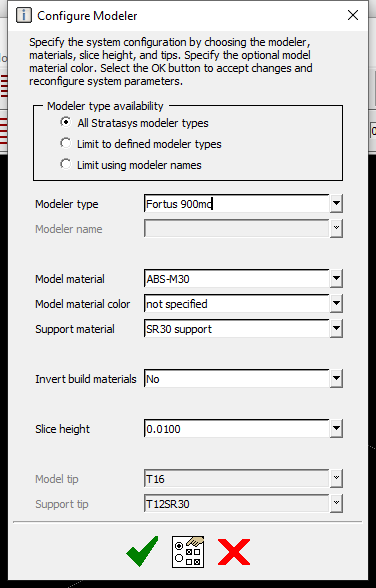 Configure Modeler
Specify the system configuration by choosing the modeler,
materials, slice height, and tips. Specify the optional model
material color. Select the OK button to accept changes and
reconfigure system parameters.
Modeler type availability
All Stratasys modeler types
Limit to defined modeler types
Limit using modeler names
Modeler type Fortus 900mc
Modeler name
Model material ABS-M30
Model material color not specified
Support material SR30 support
Invert build materials No
Slice height 0.0100
Model tip T16
Support tip T12SR30